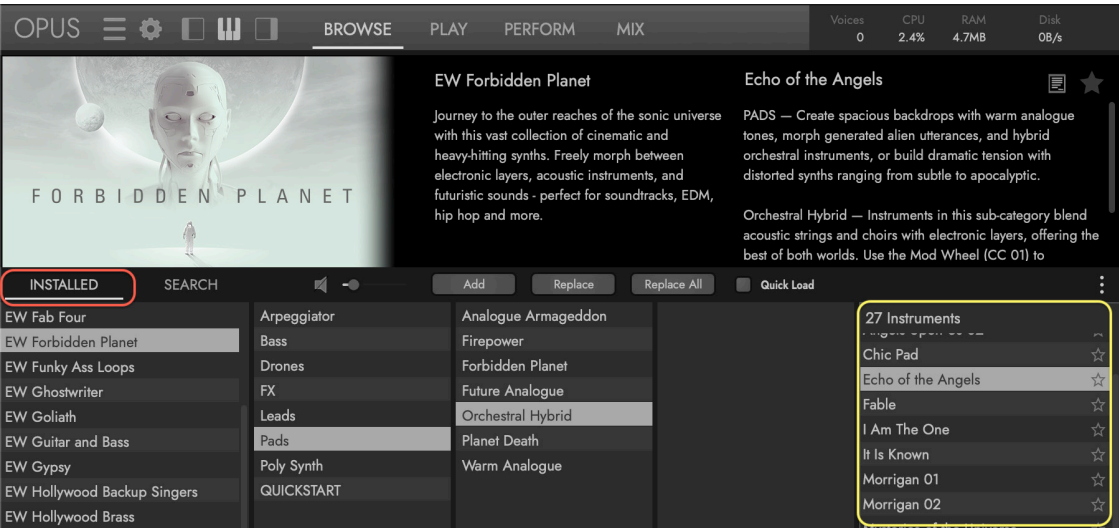 OPUS
BROWSE
PLAY
PERFORM
MIX
Voices
0
CPU
2.4%
RAM
4.7MB
Disk
0B/s
FORBIDDEN PLANET
EW Forbidden Planet
Journey to the outer reaches of the sonic universe
with this vast collection of cinematic and
heavy-hitting synths. Freely morph between
electronic layers, acoustic instruments, and
futuristic sounds - perfect for soundtracks, EDM,
hip hop and more.
Echo of the Angels
PADS — Create spacious backdrops with warm analogue
tones, morph generated alien utterances, and hybrid
orchestral instruments, or build dramatic tension with
distorted synths ranging from subtle to apocalyptic.
Orchestral Hybrid — Instruments in this sub-category blend
acoustic strings and choirs with electronic layers, offering the
best of both worlds. Use the Mod Wheel (CC 01) to
INSTALLED
SEARCH
Add
Replace
Replace All
Quick Load
EW Fab Four
EW Forbidden Planet
EW Funky Ass Loops
EW Ghostwriter
EW Goliath
EW Guitar and Bass
EW Gypsy
EW Hollywood Backup Singers
EW Hollywood Brass
Arpeggiator
Bass
Drones
FX
Leads
Pads
Poly Synth
QUICKSTART
Analogue Armageddon
Firepower
Forbidden Planet
Future Analogue
Orchestral Hybrid
Planet Death
Warm Analogue
27 Instruments
Chic Pad
Echo of the Angels
Fable
I Am The One
It Is Known
Morrigan 01
Morrigan 02